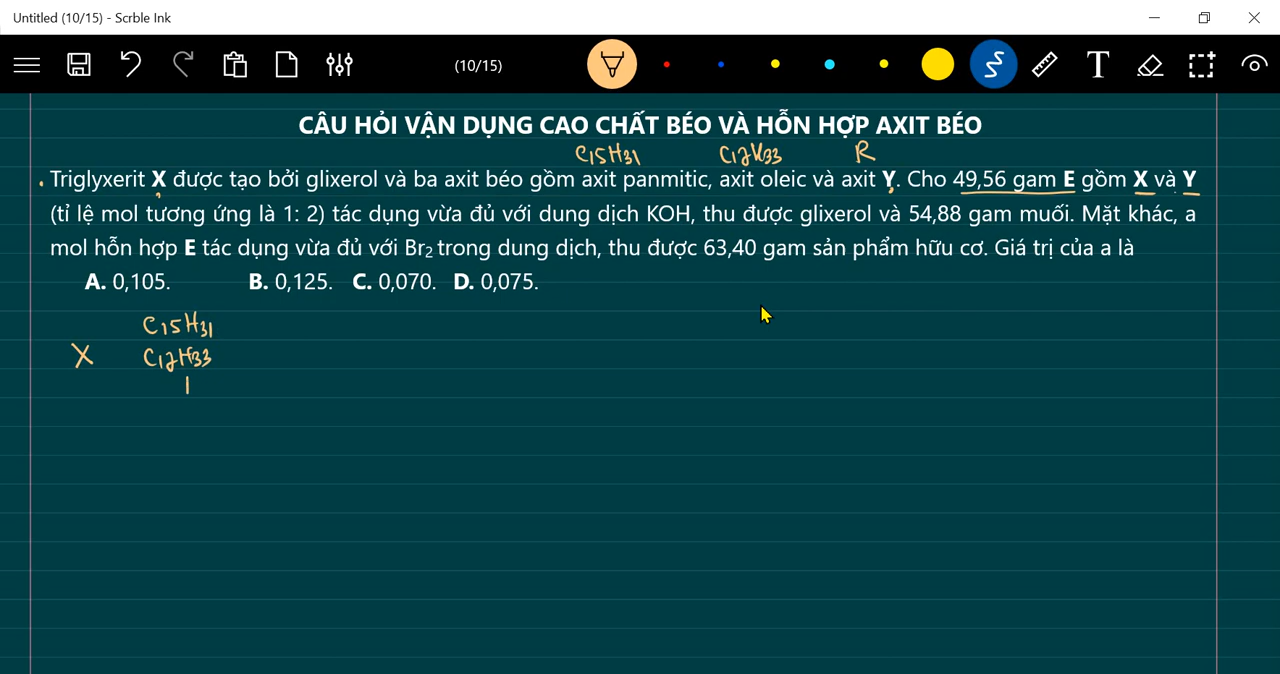 Untitled (10/15) - Scrble Ink
(10/15)
T
CÂU HỎI VẬN DỤNG CAO CHẤT BÉO VÀ HỖN HỢP AXIT BÉO
C15H31 C17H33 R
Triglyxerit X được tạo bởi glixerol và ba axit béo gồm axit panmitic, axit oleic và axit Y. Cho 49,56 gam E gồm X và Y
(tỉ lệ mol tương ứng là 1: 2) tác dụng vừa đủ với dung dịch KOH, thu được glixerol và 54,88 gam muối. Mặt khác, a
mol hỗn hợp E tác dụng vừa đủ với Br2 trong dung dịch, thu được 63,40 gam sản phẩm hữu cơ. Giá trị của a là
A. 0,105. B. 0,125. C. 0,070. D. 0,075.
C15H31
X C17H33